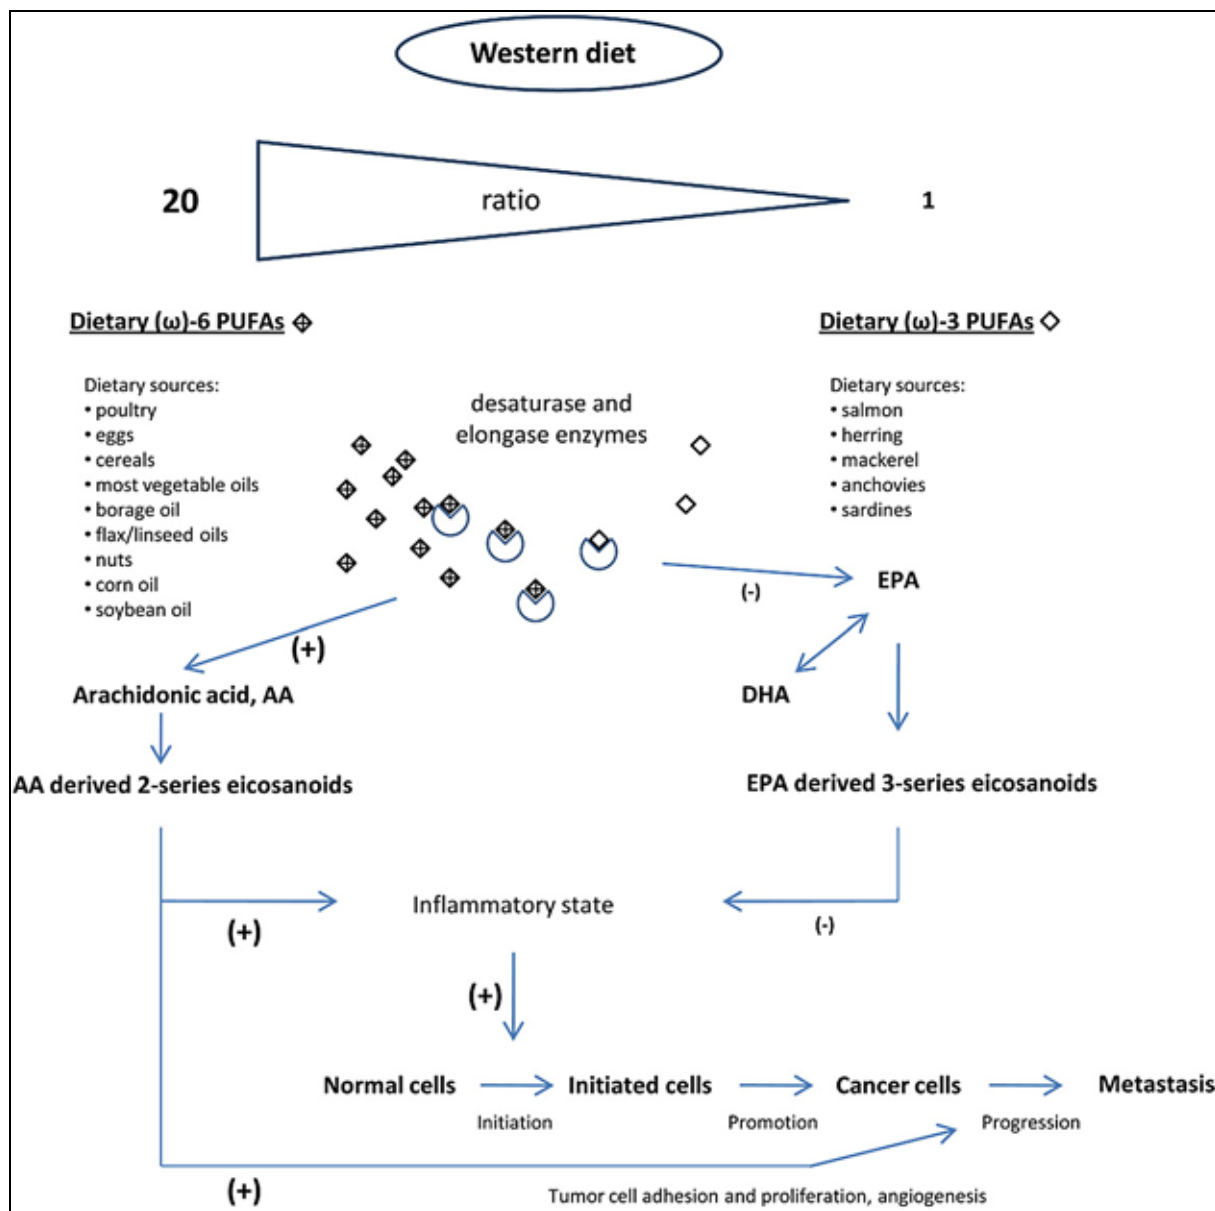 Western diet
20
ratio
1
Dietary (ω)-6 PUFAs
Dietary (ω)-3 PUFAs
Dietary sources:
• poultry
• eggs
• cereals
• most vegetable oils
• borage oil
• flax/linseed oils
• nuts
• corn oil
• soybean oil
desaturase and
elongase enzymes
Dietary sources:
• salmon
• herring
• mackerel
• anchovies
• sardines
(-)
EPA
(+)
Arachidonic acid, AA
DHA
AA derived 2-series eicosanoids
EPA derived 3-series eicosanoids
Inflammatory state
(+)
(-)
(+)
Normal cells
Initiated cells
Cancer cells
Metastasis
Initiation
Promotion
Progression
(+)
Tumor cell adhesion and proliferation, angiogenesis